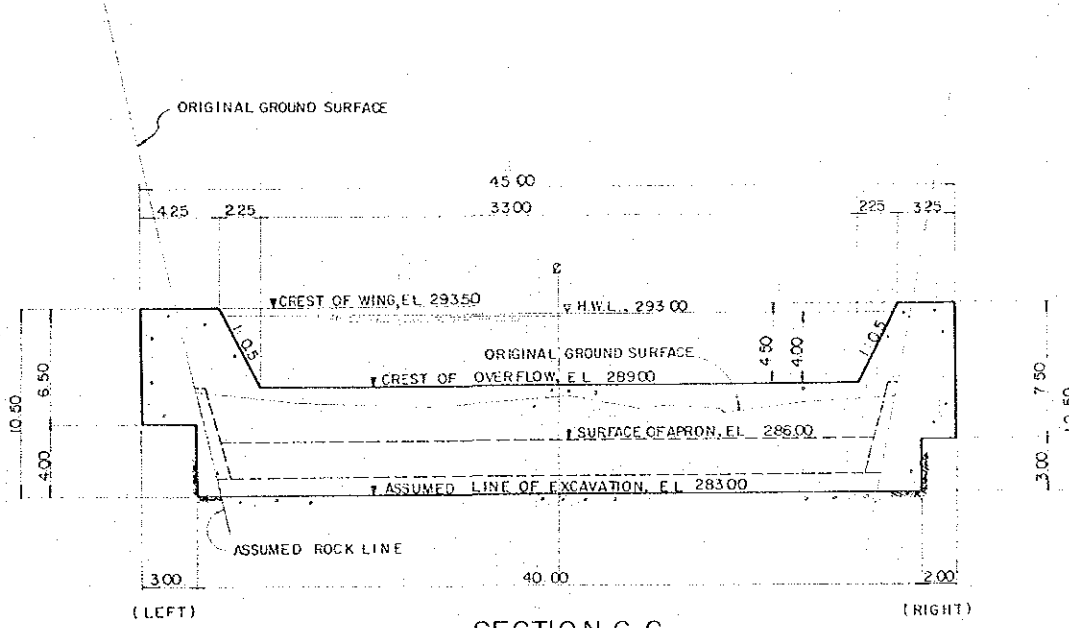 ORIGINAL GROUND SURFACE
45.00
4.25 2.25 33.00 2.25 3.25
CREST OF WING, EL 293.50
H.W.L., 293.00
1:0.5
1:0.5
4.50
4.00
ORIGINAL GROUND SURFACE
CREST OF OVERFLOW, EL 289.00
10.50
6.50
7.50
SURFACE OF APRON, EL 286.00
4.00
3.00
ASSUMED LINE OF EXCAVATION, EL 283.00
ASSUMED ROCK LINE
3.00 40.00 2.00
(LEFT) (RIGHT)